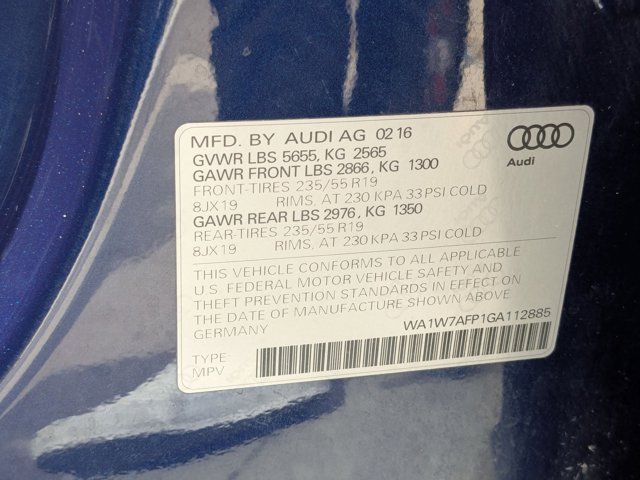 MFD. BY AUDI AG 02 16
GVWR LBS 5655, KG 2565
GAWR FRONT LBS 2866, KG 1300
FRONT-TIRES 235/55 R19
8JX19 RIMS, AT 230 KPA 33 PSI COLD
GAWR REAR LBS 2976, KG 1350
REAR-TIRES 235/55 R19
8JX19 RIMS, AT 230 KPA 33 PSI COLD
Audi
THIS VEHICLE CONFORMS TO ALL APPLICABLE
U.S. FEDERAL MOTOR VEHICLE SAFETY AND
THEFT PREVENTION STANDARDS IN EFFECT ON
THE DATE OF MANUFACTURE SHOWN ABOVE
GERMANY WA1W7AFP1GA112885
TYPE
MPV